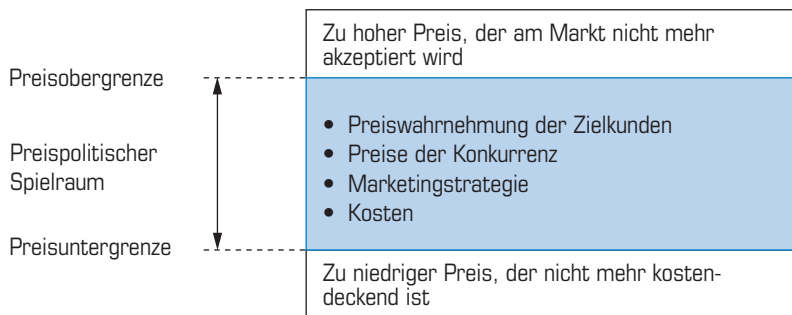 Zu hoher Preis, der am Markt nicht mehr
akzeptiert wird
Preisobergrenze
• Preiswahrnehmung der Zielkunden
• Preise der Konkurrenz
Preispolitischer
Spielraum
• Marketingstrategie
• Kosten
Preisuntergrenze
Zu niedriger Preis, der nicht mehr kosten-
deckend ist